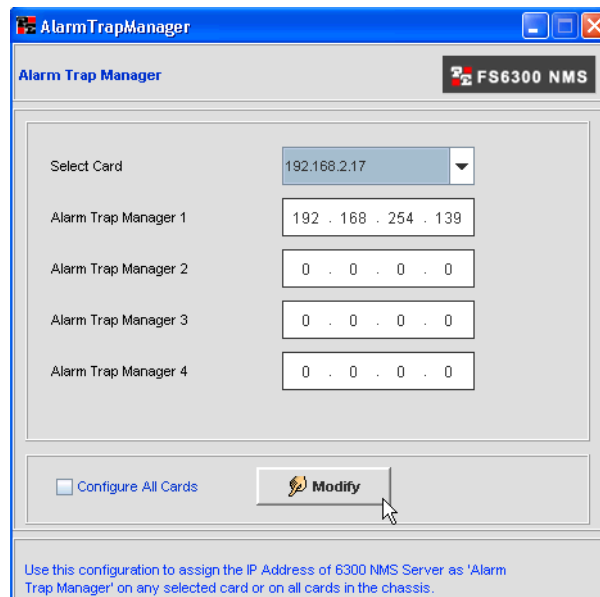 AlarmTrapManager
Alarm Trap Manager
FS6300 NMS
Select Card 192.168.2.17
Alarm Trap Manager 1 192 . 168 . 254 . 139
Alarm Trap Manager 2 0 . 0 . 0 . 0
Alarm Trap Manager 3 0 . 0 . 0 . 0
Alarm Trap Manager 4 0 . 0 . 0 . 0
Configure All Cards Modify
Use this configuration to assign the IP Address of 6300 NMS Server as 'Alarm
Trap Manager' on any selected card or on all cards in the chassis.